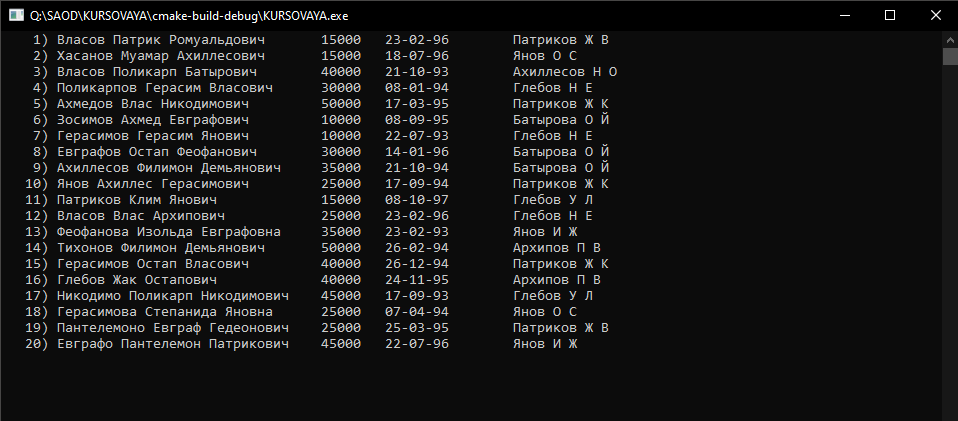 Q:\SAOD\KURSOVAYA\cmake-build-debug\KURSOVAYA.exe
1) Власов Патрик Ромуальдович 15000 23-02-96 Патриков Ж В
2) Хасанов Муамар Ахиллесович 15000 18-07-96 Янов О С
3) Власов Поликарп Батырович 40000 21-10-93 Ахиллесов Н О
4) Поликарпов Герасим Власович 30000 08-01-94 Глебов Н Е
5) Ахмедов Влас Никодимович 50000 17-03-95 Патриков Ж К
6) Зосимов Ахмед Евграфович 10000 08-09-95 Батырова О Й
7) Герасимов Герасим Янович 10000 22-07-93 Глебов Н Е
8) Евграфов Остап Феофанович 30000 14-01-96 Батырова О Й
9) Ахиллесов Филимон Демьянович 35000 21-10-94 Батырова О Й
10) Янов Ахиллес Герасимович 25000 17-09-94 Патриков Ж К
11) Патриков Клим Янович 15000 08-10-97 Глебов У Л
12) Власов Влас Архипович 25000 23-02-96 Глебов Н Е
13) Феофанова Изольда Евграфовна 35000 23-02-93 Янов И Ж
14) Тихонов Филимон Демьянович 50000 26-02-94 Архипов П В
15) Герасимов Остап Власович 40000 26-12-94 Патриков Ж К
16) Глебов Жак Остапович 40000 24-11-95 Архипов П В
17) Никодимо Поликарп Никодимович 45000 17-09-93 Глебов У Л
18) Герасимова Степанида Яновна 25000 07-04-94 Янов О С
19) Пантелемоно Евграф Гедеонович 25000 25-03-95 Патриков Ж В
20) Евграфо Пантелемон Патрикович 45000 22-07-96 Янов И Ж